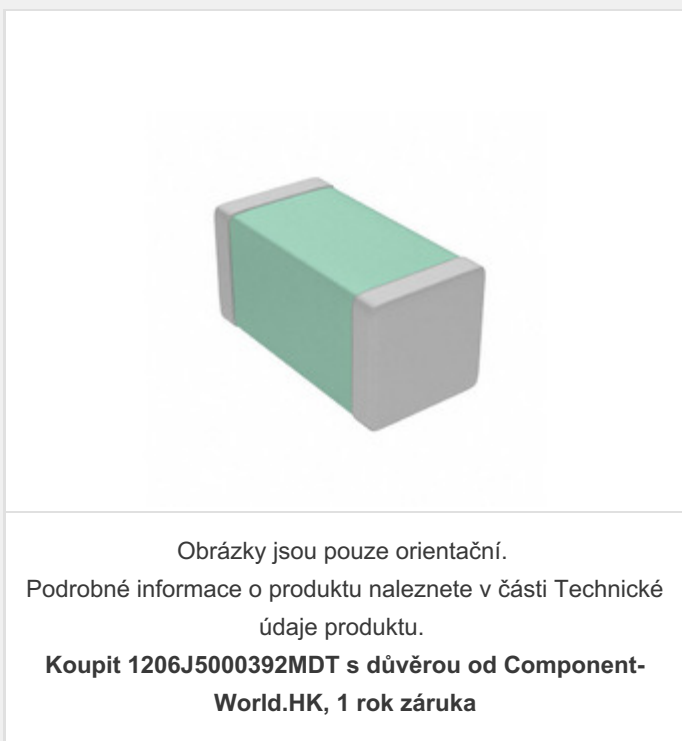 Obrázky jsou pouze orientační.
Podrobné informace o produktu naleznete v části Technické
údaje produktu.
Koupit 1206J5000392MDT s důvěrou od Component-
World.HK, 1 rok záruka